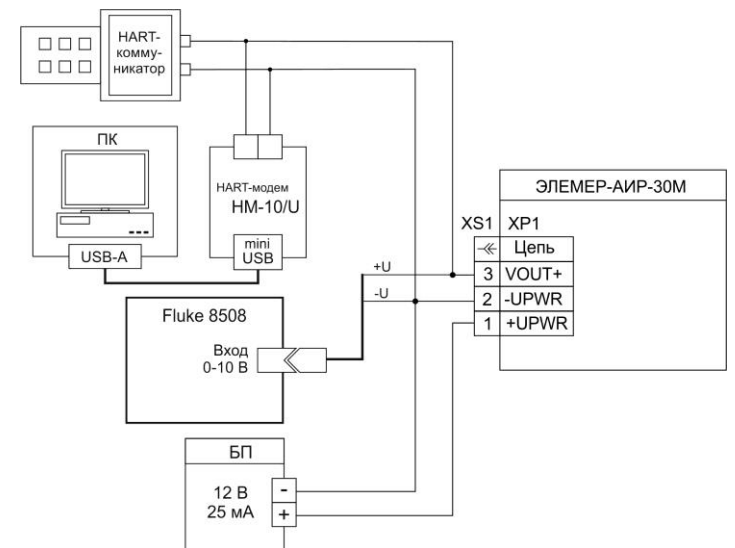 HART-
комму-
никатор
ПК
USB-A
HART-модем
HM-10/U
mini
USB
Fluke 8508
Вход
0-10 В
+U
-U
БП
12 В
25 мА
-
+
ЭЛЕМЕР-АИР-30М
XS1 XP1
Цепь
3 VOUT+
2 -UPWR
1 +UPWR